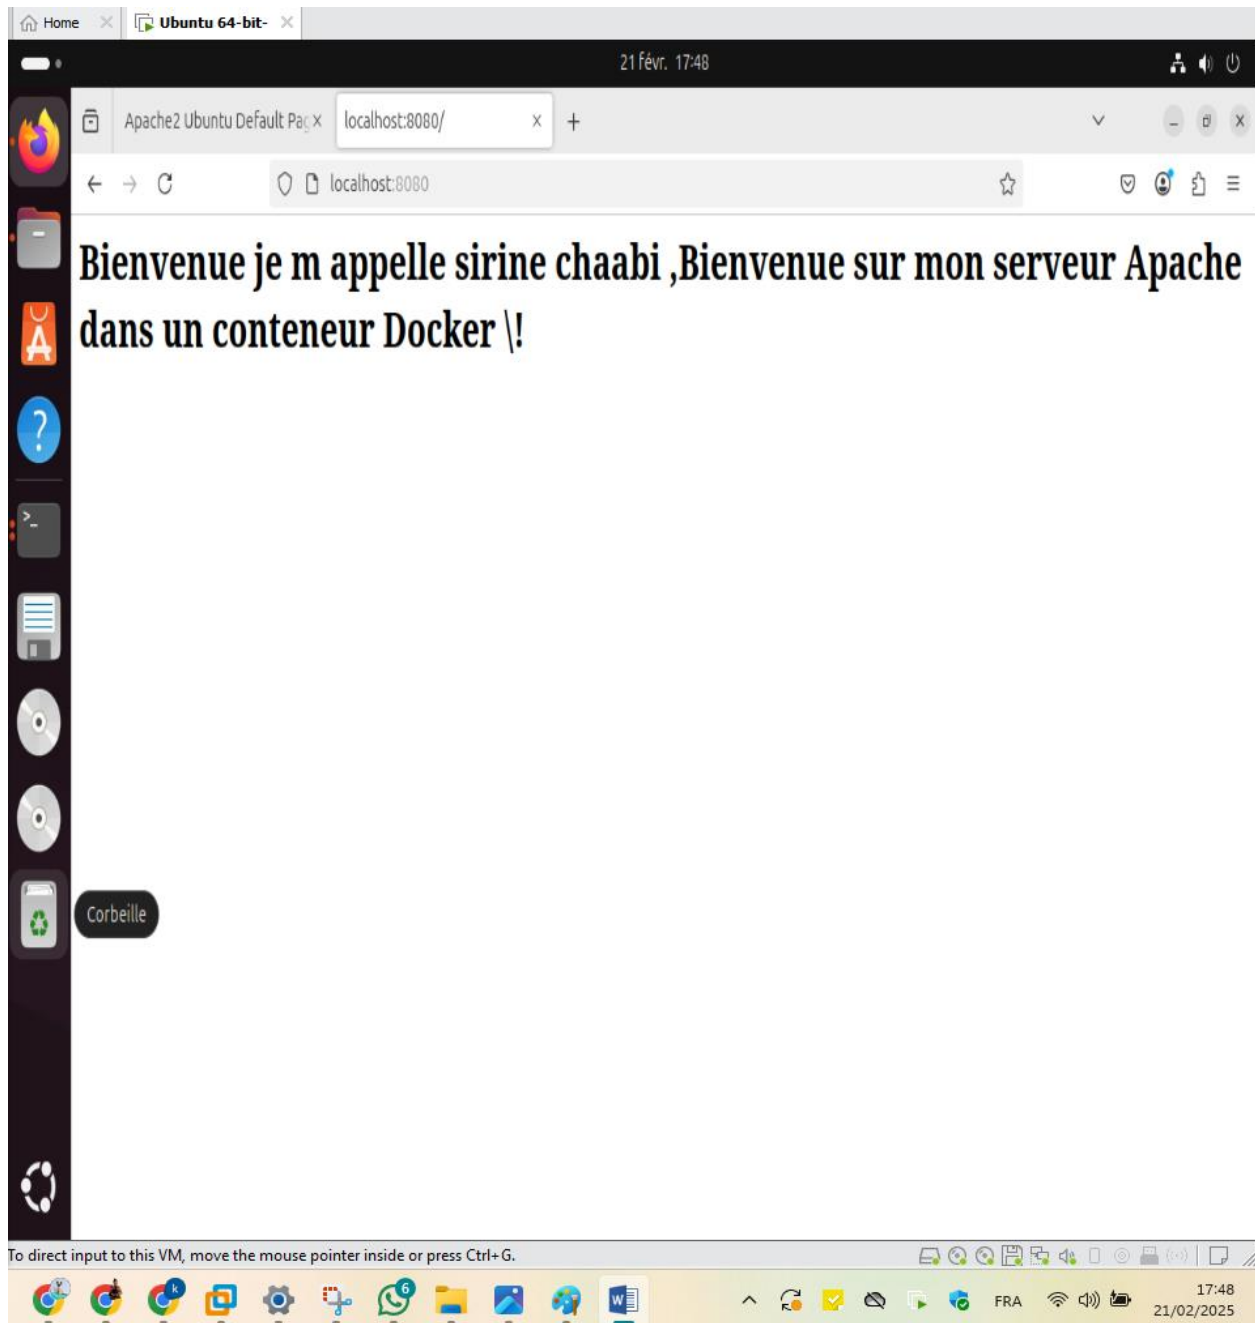 Home
Ubuntu 64-bit-
21 févr. 17:48
Apache2 Ubuntu Default Pag
localhost:8080/
localhost:8080
Bienvenue je m appelle sirine chaabi ,Bienvenue sur mon serveur Apache
dans un conteneur Docker \!
Corbeille
To direct input to this VM, move the mouse pointer inside or press Ctrl+G.
6
FRA
17:48
21/02/2025